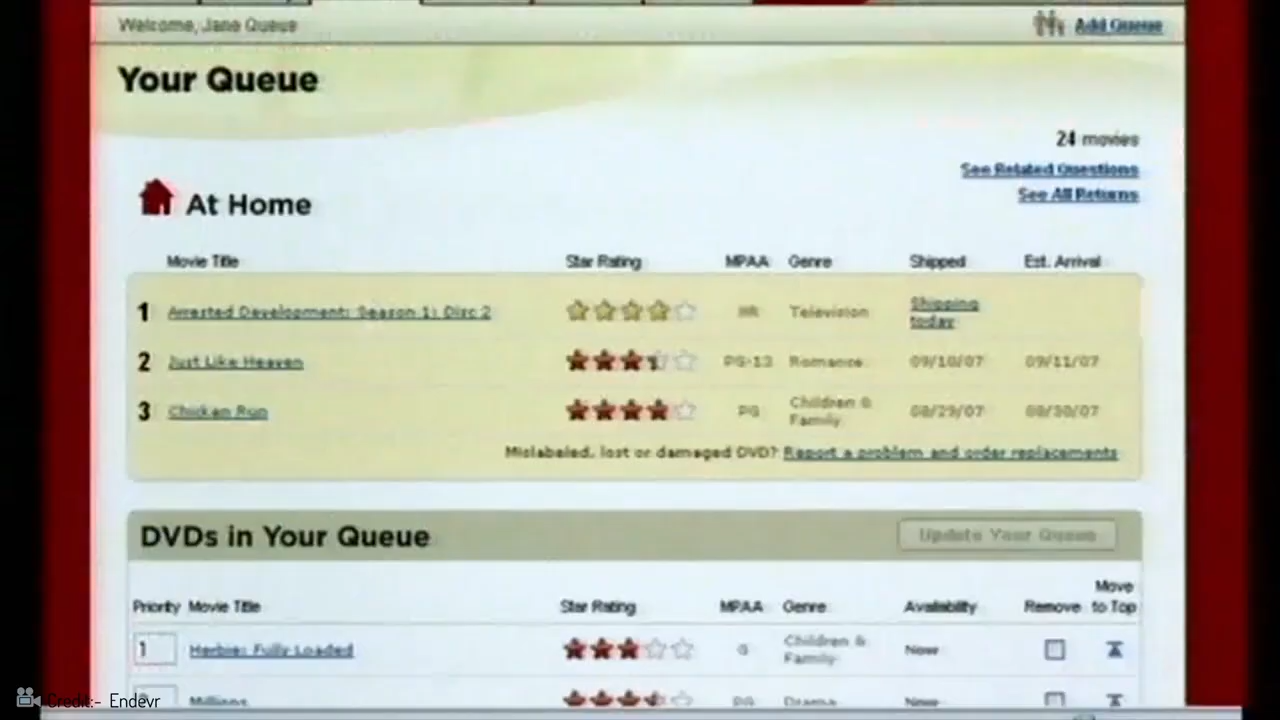 Welcome, Jane Queue
Add Queue
Your Queue
24 movies
See Related Questions
See All Returns
At Home
Movie Title Star Rating MPAA Genre Shipped Est. Arrival
1 Arrested Development: Season 1: Disc 2 NR Television Shipping today
2 Just Like Heaven PG-13 Romance 09/10/07 09/11/07
3 Chicken Run PG Children & Family 08/29/07 08/30/07
Mislabeled, lost or damaged DVD? Report a problem and order replacements
DVDs in Your Queue Update Your Queue
Priority Movie Title Star Rating MPAA Genre Availability Remove Move to Top
1 Herbie: Fully Loaded G Children & Family Now
Millions PG Drama Now
Credit:- Endevr